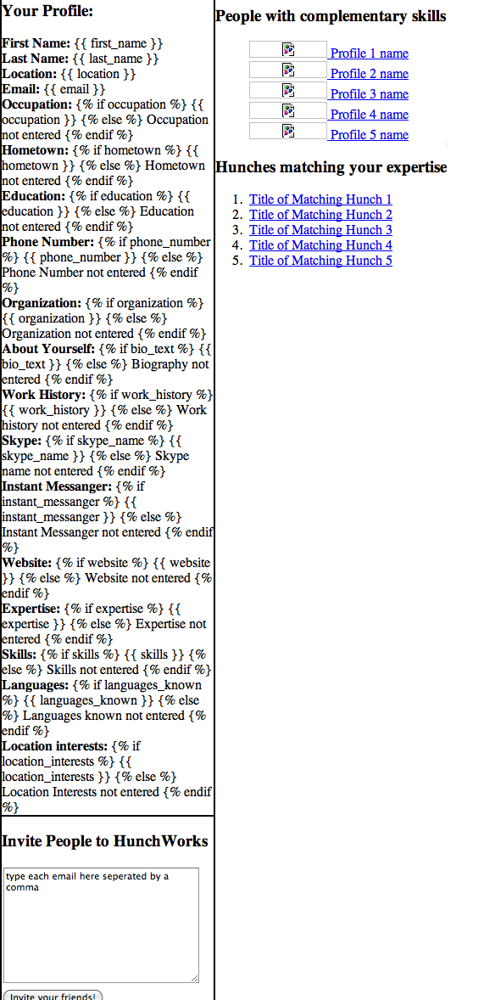 Your Profile:
First Name: {{ first_name }}
Last Name: {{ last_name }}
Location: {{ location }}
Email: {{ email }}
Occupation: {% if occupation %} {{
occupation }} {% else %} Occupation
not entered {% endif %}
Hometown: {% if hometown %} {{
hometown }} {% else %} Hometown
not entered {% endif %}
Education: {% if education %} {{
education }} {% else %} Education
not entered {% endif %}
Phone Number: {% if phone_number
%} {{ phone_number }} {% else %}
Phone Number not entered {% endif
%}
Organization: {% if organization %}
{{ organization }} {% else %}
Organization not entered {% endif %}
About Yourself: {% if bio_text %} {{
bio_text }} {% else %} Biography not
entered {% endif %}
Work History: {% if work_history %}
{{ work_history }} {% else %} Work
history not entered {% endif %}
Skype: {% if skype_name %} {{
skype_name }} {% else %} Skype
name not entered {% endif %}
Instant Messanger: {% if
instant_messanger %} {{
instant_messanger }} {% else %}
Instant Messanger not entered {% endif
%}
Website: {% if website %} {{ website
}} {% else %} Website not entered {%
endif %}
Expertise: {% if expertise %} {{
expertise }} {% else %} Expertise not
entered {% endif %}
Skills: {% if skills %} {{ skills }} {%
else %} Skills not entered {% endif %}
Languages: {% if languages_known
%} {{ languages_known }} {% else
%} Languages known not entered {%
endif %}
Location interests: {% if
location_interests %} {{
location_interests }} {% else %}
Location Interests not entered {% endif
%}
Invite People to HunchWorks
type each email here seperated by a
comma
Invite your friends!
People with complementary skills
Profile 1 name
Profile 2 name
Profile 3 name
Profile 4 name
Profile 5 name
Hunches matching your expertise
1. Title of Matching Hunch 1
2. Title of Matching Hunch 2
3. Title of Matching Hunch 3
4. Title of Matching Hunch 4
5. Title of Matching Hunch 5